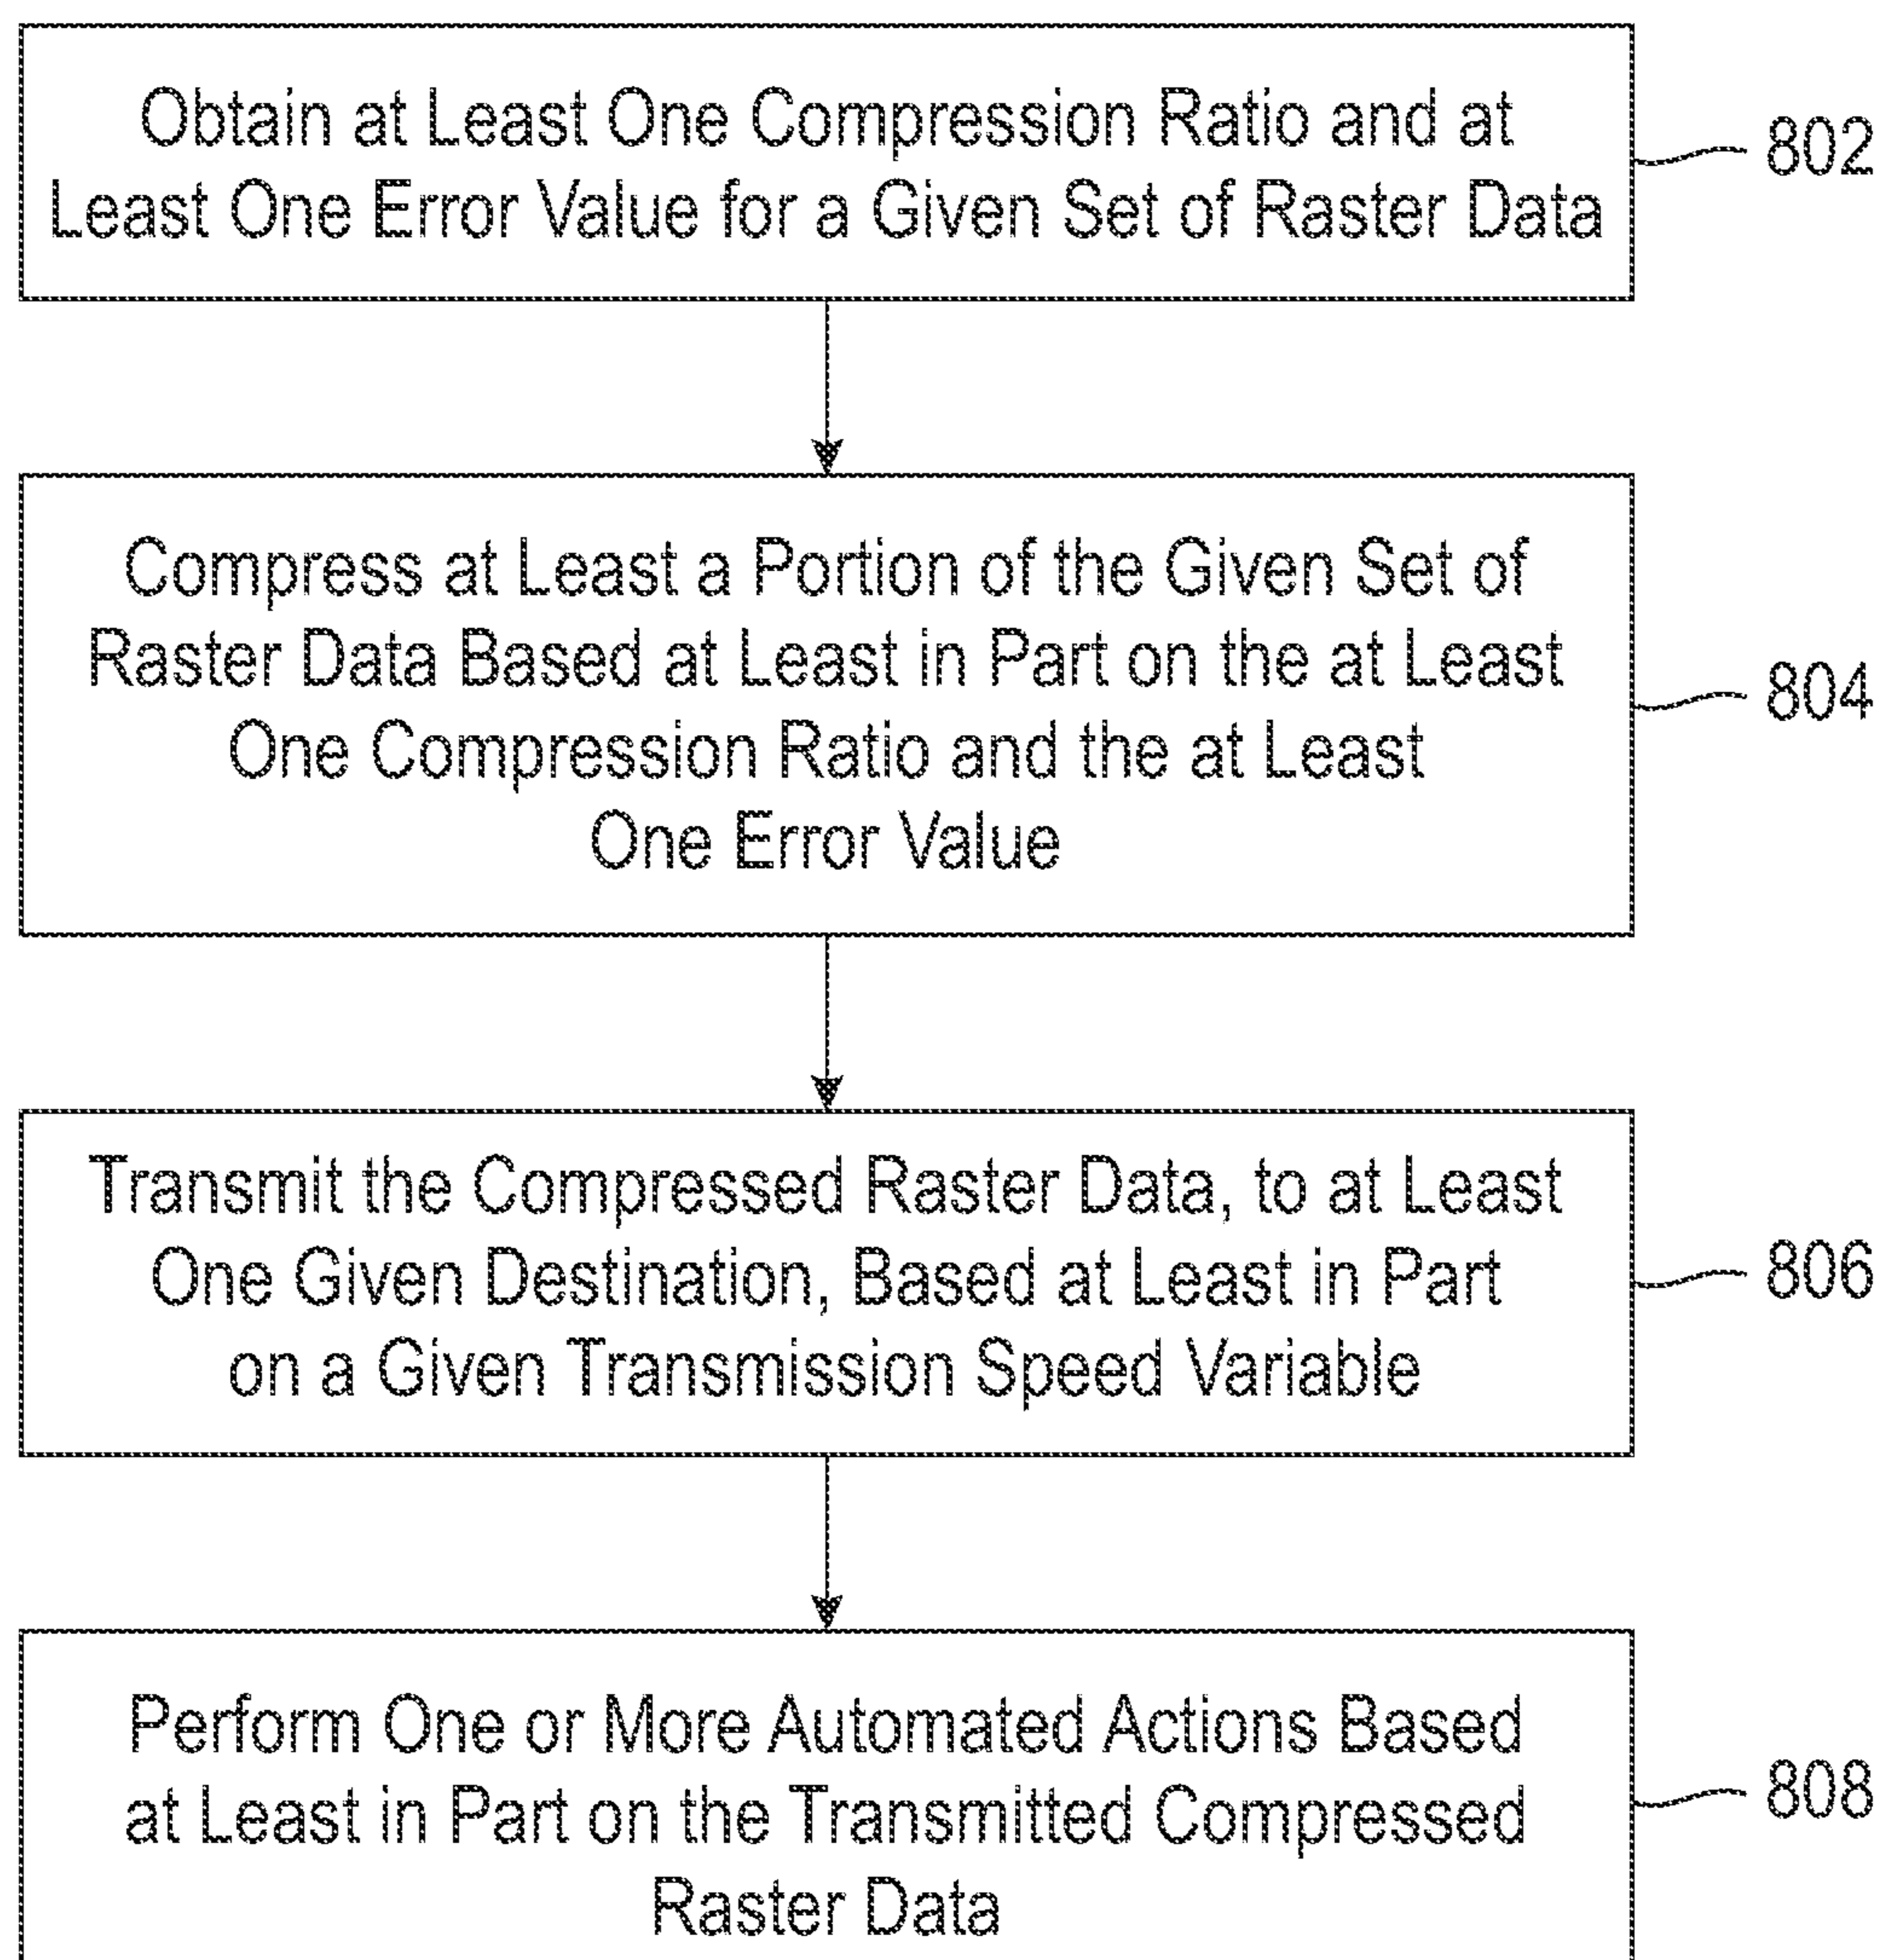 Obtain at Least One Compression Ratio and at
Least One Error Value for a Given Set of Raster Data
802
Compress at Least a Portion of the Given Set of
Raster Data Based at Least in Part on the at Least
One Compression Ratio and the at Least
One Error Value
804
Transmit the Compressed Raster Data, to at Least
One Given Destination, Based at Least in Part
on a Given Transmission Speed Variable
806
Perform One or More Automated Actions Based
at Least in Part on the Transmitted Compressed
Raster Data
808